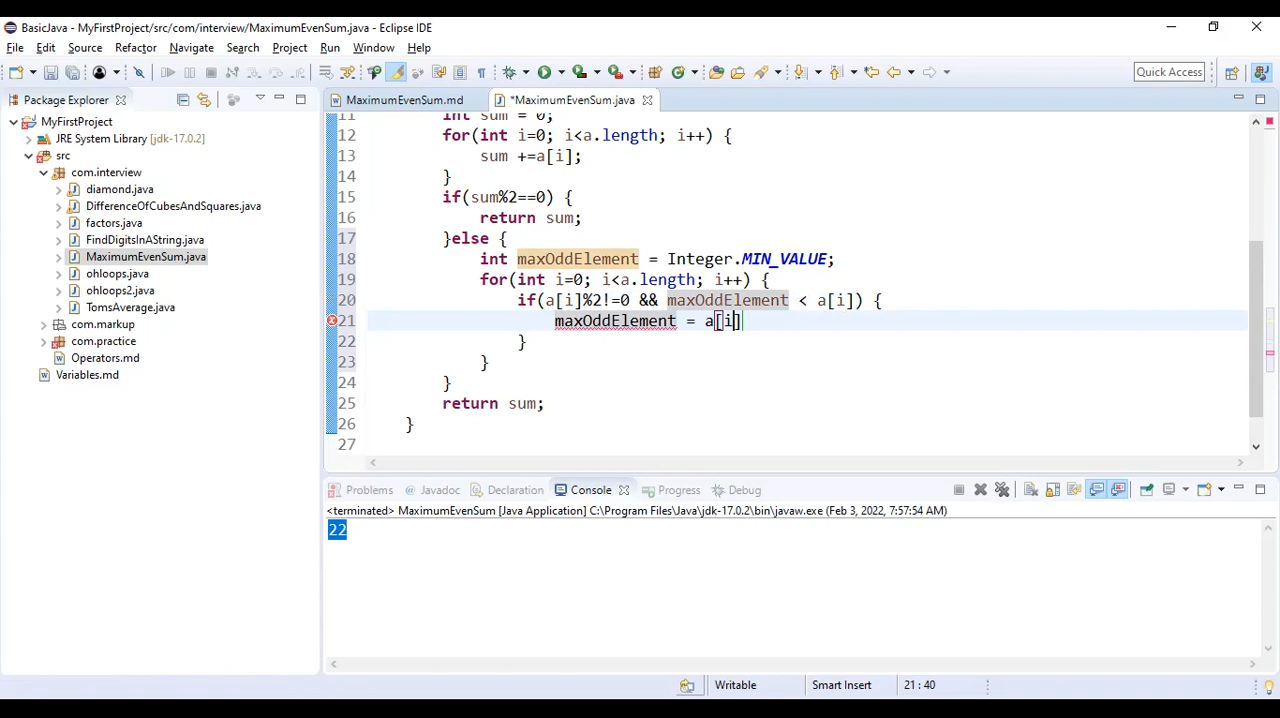 BasicJava - MyFirstProject/src/com/interview/MaximumEvenSum.java - Eclipse IDE
File Edit Source Refactor Navigate Search Project Run Window Help
Quick Access
Package Explorer
MyFirstProject
JRE System Library [jdk-17.0.2]
src
com.interview
diamond.java
DifferenceOfCubesAndSquares.java
factors.java
FindDigitsInAString.java
MaximumEvenSum.java
ohloops.java
ohloops2.java
TomsAverage.java
com.markup
com.practice
Operators.md
Variables.md
MaximumEvenSum.md *MaximumEvenSum.java
11 int sum = 0;
12 for(int i=0; i<a.length; i++) {
13 sum +=a[i];
14 }
15 if(sum%2==0) {
16 return sum;
17 }else {
18 int maxOddElement = Integer.MIN_VALUE;
19 for(int i=0; i<a.length; i++) {
20 if(a[i]%2!=0 && maxOddElement < a[i]) {
21 maxOddElement = a[i]
22 }
23 }
24 }
25 return sum;
26 }
27
Problems Javadoc Declaration Console Progress Debug
<terminated> MaximumEvenSum [Java Application] C:\Program Files\Java\jdk-17.0.2\bin\javaw.exe (Feb 3, 2022, 7:57:54 AM)
22
Writable Smart Insert 21 : 40